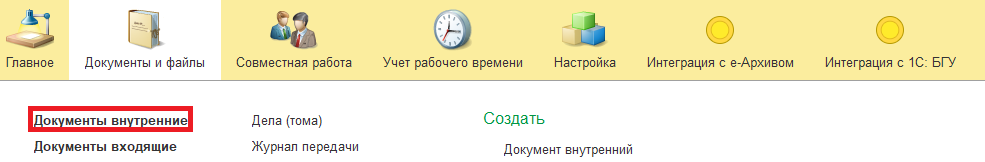 Главное Документы и файлы Совместная работа Учет рабочего времени Настройка Интеграция с е-Архивом Интеграция с 1С: БГУ
Документы внутренние Дела (тома) Создать
Документы входящие Журнал передачи Документ внутренний